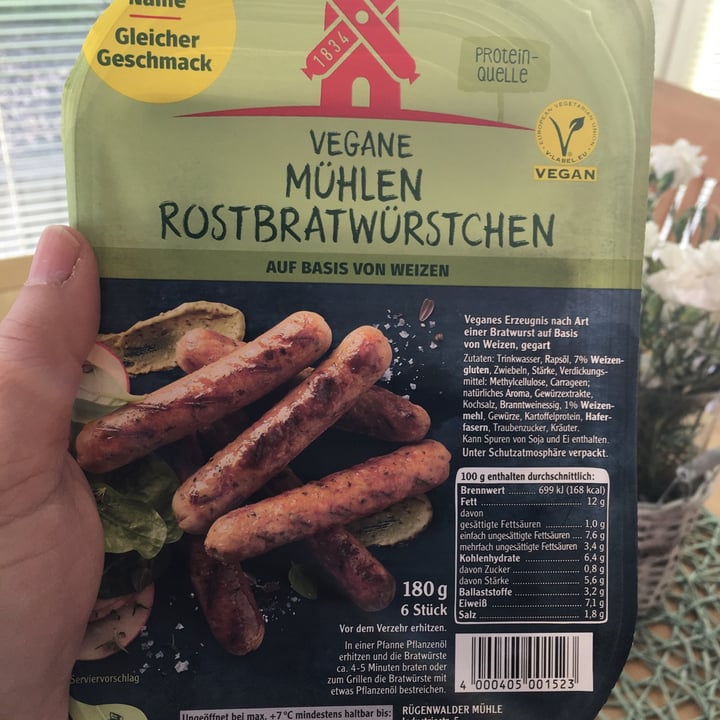 Name
Gleicher
Geschmack
1834
PROTEIN-
QUELLE
EUROPEAN VEGETARIAN UNION
V-LABEL.EU
VEGAN
VEGANE
MÜHLEN
ROSTBRATWÜRSTCHEN
AUF BASIS VON WEIZEN
Veganes Erzeugnis nach Art
einer Bratwurst auf Basis
von Weizen, gegart
Zutaten: Trinkwasser, Rapsöl, 7% Weizen-
gluten, Zwiebeln, Stärke, Verdickungs-
mittel: Methylcellulose, Carrageen;
natürliches Aroma, Gewürzextrakte,
Kochsalz, Branntweinessig, 1% Weizen-
mehl, Gewürze, Kartoffelprotein, Hafer-
fasern, Traubenzucker, Kräuter.
Kann Spuren von Soja und Ei enthalten.
Unter Schutzatmosphäre verpackt.
100 g enthalten durchschnittlich:
Brennwert ........ 699 kJ (168 kcal)
Fett ........ 12 g
davon
gesättigte Fettsäuren ........ 1,0 g
einfach ungesättigte Fettsäuren .... 7,6 g
mehrfach ungesättigte Fettsäuren 3,4 g
Kohlenhydrate ........ 6,4 g
davon Zucker ........ 0,8 g
davon Stärke ........ 5,6 g
Ballaststoffe ........ 3,2 g
Eiweiß ........ 7,1 g
Salz ........ 1,8 g
180 g
6 Stück
Vor dem Verzehr erhitzen.
In einer Pfanne Pflanzenöl
erhitzen und die Bratwürste
ca. 4-5 Minuten braten oder
zum Grillen die Bratwürste mit
etwas Pflanzenöl bestreichen.
4 000405 001523
Serviervorschlag
Ungeöffnet bei max. +7 °C mindestens haltbar bis:
RÜGENWALDER MÜHLE